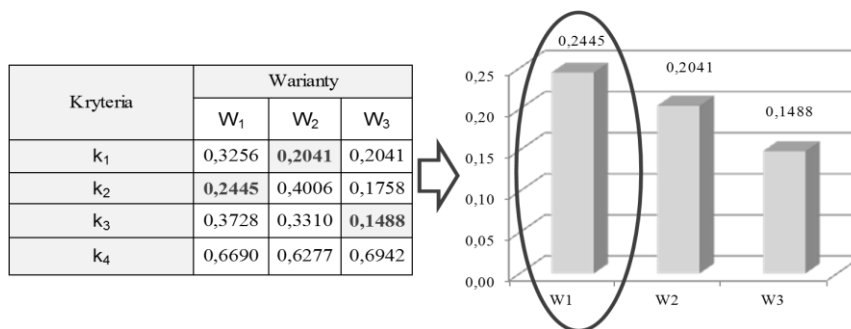 Kryteria Warianty
W₁ W₂ W₃
k₁ 0,3256 0,2041 0,2041
k₂ 0,2445 0,4006 0,1758
k₃ 0,3728 0,3310 0,1488
k₄ 0,6690 0,6277 0,6942
0,2445
0,2041
0,1488
0,25
0,20
0,15
0,10
0,05
0,00
W1 W2 W3